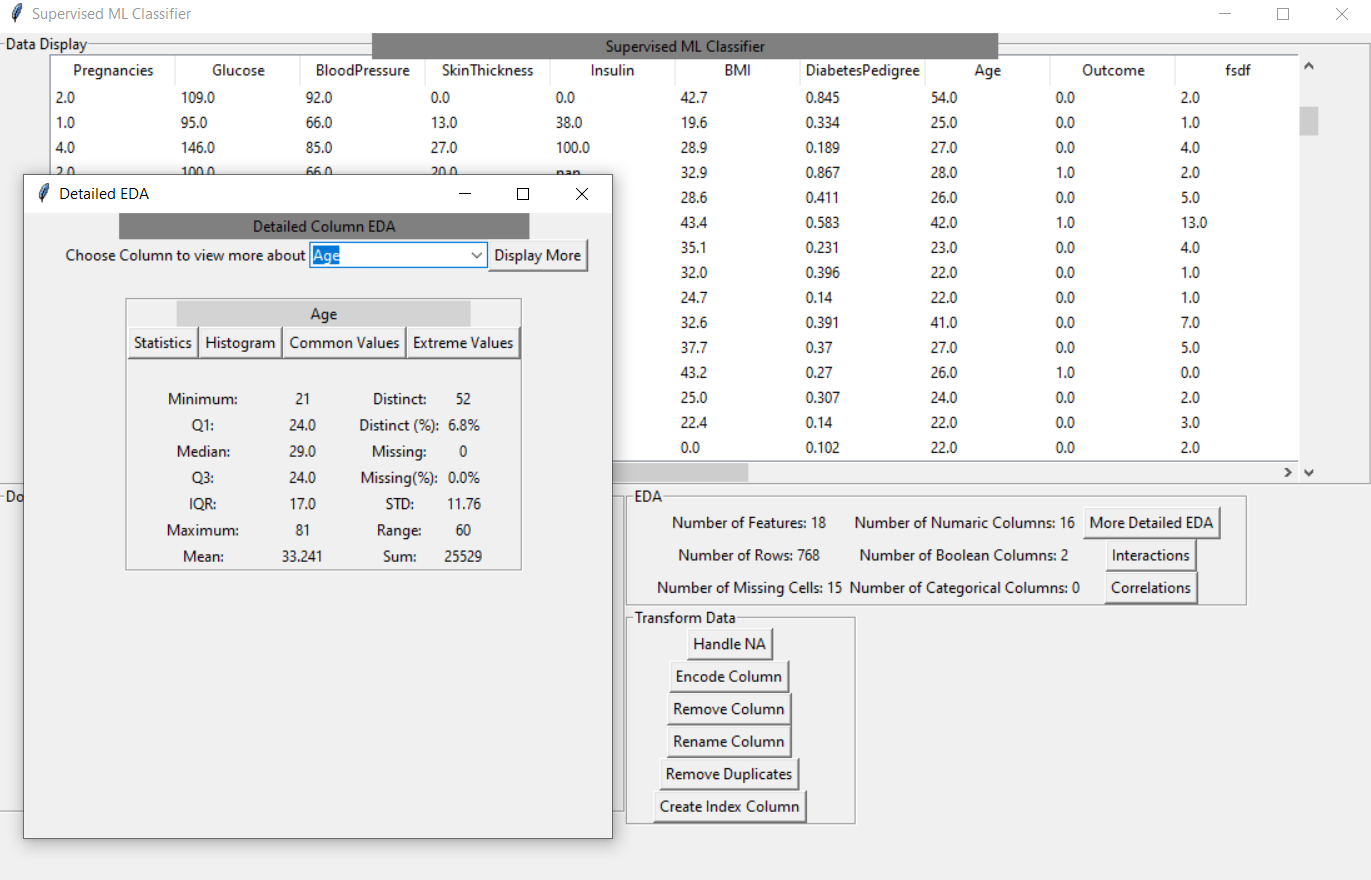 Supervised ML Classifier
Data Display
Supervised ML Classifier
Pregnancies Glucose BloodPressure SkinThickness Insulin BMI DiabetesPedigree Age Outcome fsdf
2.0 109.0 92.0 0.0 0.0 42.7 0.845 54.0 0.0 2.0
1.0 95.0 66.0 13.0 38.0 19.6 0.334 25.0 0.0 1.0
4.0 146.0 85.0 27.0 100.0 28.9 0.189 27.0 0.0 4.0
2.0 100.0 66.0 20.0 nan 32.9 0.867 28.0 1.0 2.0
28.6 0.411 26.0 0.0 5.0
43.4 0.583 42.0 1.0 13.0
35.1 0.231 23.0 0.0 4.0
32.0 0.396 22.0 0.0 1.0
24.7 0.14 22.0 0.0 1.0
32.6 0.391 41.0 0.0 7.0
37.7 0.37 27.0 0.0 5.0
43.2 0.27 26.0 1.0 0.0
25.0 0.307 24.0 0.0 2.0
22.4 0.14 22.0 0.0 3.0
0.0 0.102 22.0 0.0 2.0
Detailed EDA
Detailed Column EDA
Choose Column to view more about Age Display More
Age
Statistics Histogram Common Values Extreme Values
Minimum: 21 Distinct: 52
Q1: 24.0 Distinct (%): 6.8%
Median: 29.0 Missing: 0
Q3: 24.0 Missing(%): 0.0%
IQR: 17.0 STD: 11.76
Maximum: 81 Range: 60
Mean: 33.241 Sum: 25529
Do
EDA
Number of Features: 18 Number of Numaric Columns: 16 More Detailed EDA
Number of Rows: 768 Number of Boolean Columns: 2 Interactions
Number of Missing Cells: 15 Number of Categorical Columns: 0 Correlations
Transform Data
Handle NA
Encode Column
Remove Column
Rename Column
Remove Duplicates
Create Index Column